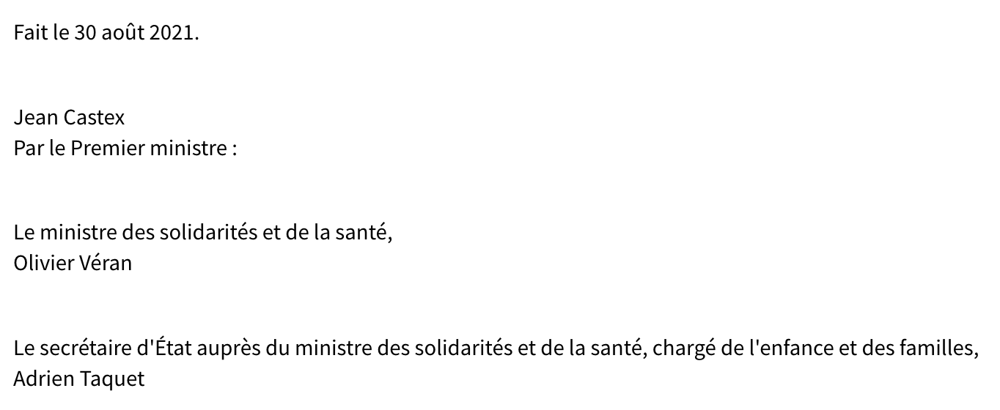 Fait le 30 août 2021.
Jean Castex
Par le Premier ministre :
Le ministre des solidarités et de la santé,
Olivier Véran
Le secrétaire d'État auprès du ministre des solidarités et de la santé, chargé de l'enfance et des familles,
Adrien Taquet